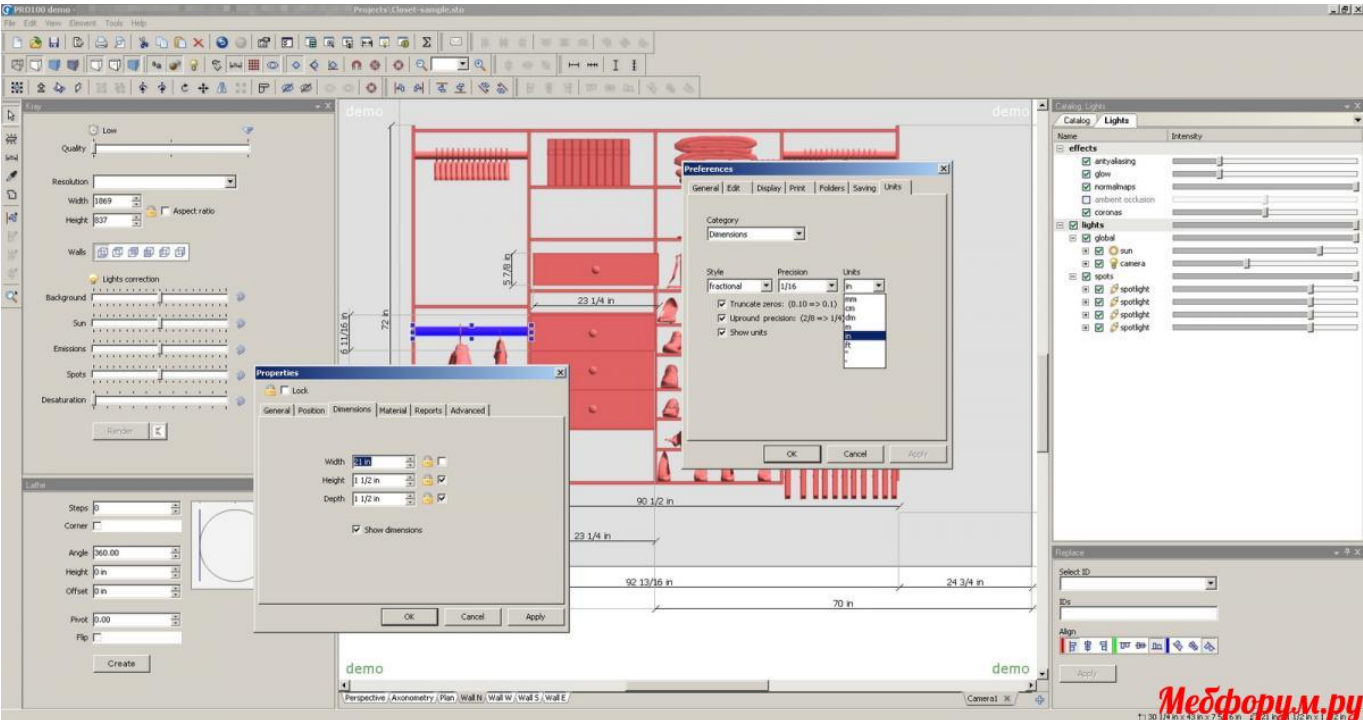 PRO100 demo - Projects\Closet-sample.sto
File Edit View Element Tools Help
Kray
Low
Quality
Resolution
Width 1869
Height 837
Aspect ratio
Walls
Lights correction
Background
Sun
Emissions
Spots
Desaturation
Render
Lathe
Steps 0
Corner
Angle 360.00
Height 0 in
Offset 0 in
Pivot 0.00
Flip
Create
demo
demo
5 7/8 in
23 1/4 in
72 in
6 11/16 in
90 1/2 in
23 1/4 in
92 13/16 in
24 3/4 in
70 in
demo
demo
Perspective Axonometry Plan Wall N Wall W Wall S Wall E
Camera1
Properties
Lock
General Position Dimensions Material Reports Advanced
Width 21 in
Height 1 1/2 in
Depth 1 1/2 in
Show dimensions
OK Cancel Apply
Preferences
General Edit Display Print Folders Saving Units
Category
Dimensions
Style Precision Units
fractional 1/16 in
Truncate zeros: (0.10 => 0.1)
Upround precision: (2/8 => 1/4)
Show units
mm
cm
dm
m
in
ft
"
'
OK Cancel Apply
Catalog: Lights
Catalog Lights
Name Intensity
effects
antyaliasing
glow
normalmaps
ambient occlusion
coronas
lights
global
sun
camera
spots
spotlight
spotlight
spotlight
spotlight
Replace
Select ID
IDs
Align
Apply
Мебфорум.ру